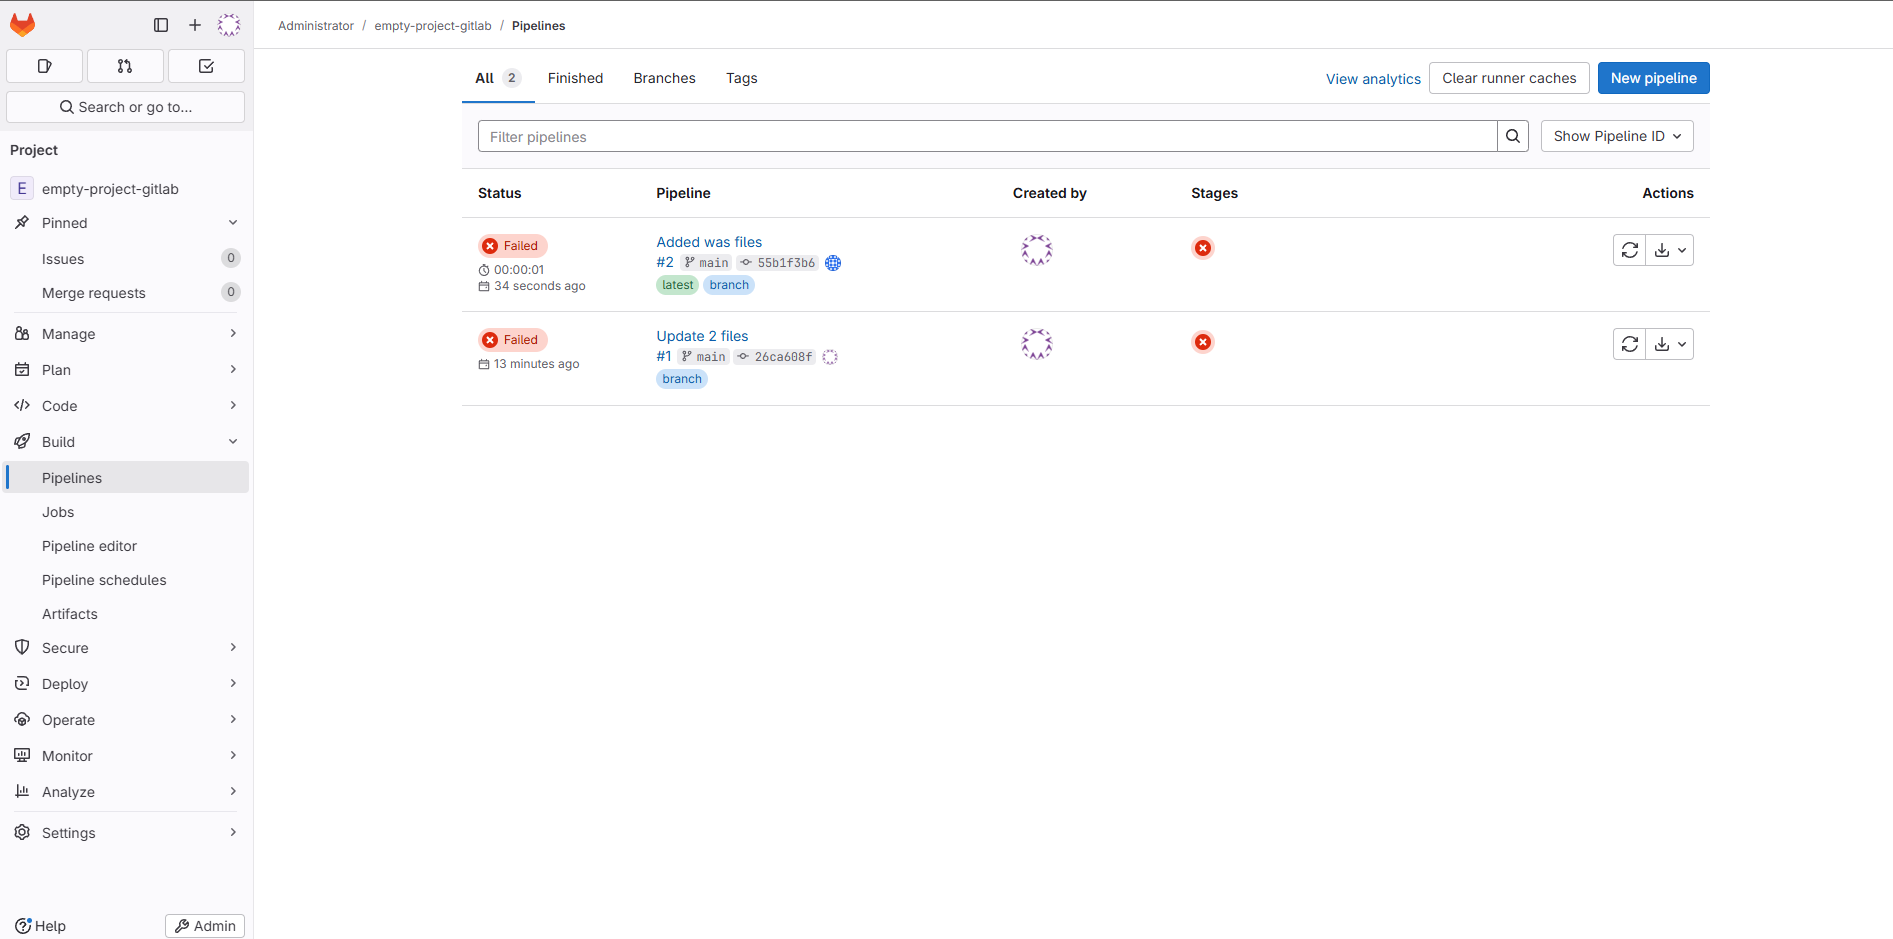 Administrator / empty-project-gitlab / Pipelines
Search or go to...
Project
E empty-project-gitlab
Pinned
Issues 0
Merge requests 0
Manage
Plan
Code
Build
Pipelines
Jobs
Pipeline editor
Pipeline schedules
Artifacts
Secure
Deploy
Operate
Monitor
Analyze
Settings
Help
Admin
All 2 Finished Branches Tags
View analytics Clear runner caches New pipeline
Filter pipelines
Show Pipeline ID
Status Pipeline Created by Stages Actions
Failed
00:00:01
34 seconds ago
Added was files
#2 main 55b1f3b6
latest branch
Failed
13 minutes ago
Update 2 files
#1 main 26ca608f
branch